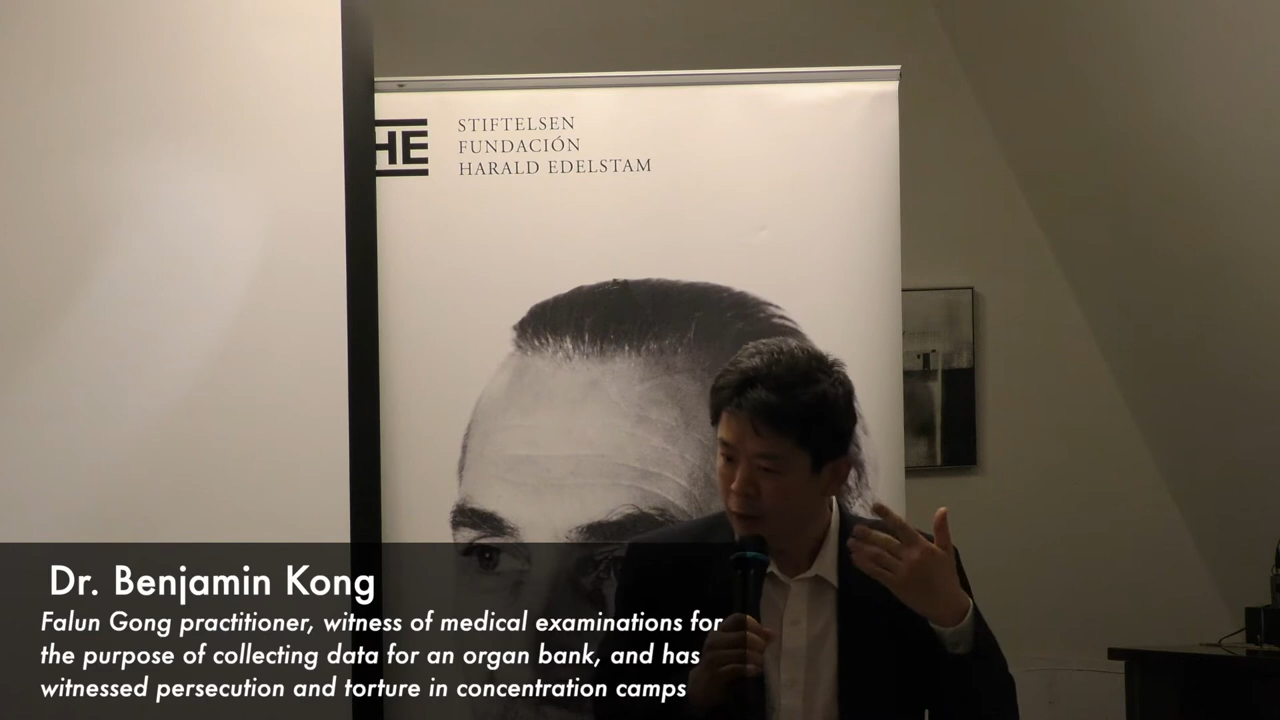 HE
STIFTELSEN
FUNDACIÓN
HARALD EDELSTAM
Dr. Benjamin Kong
Falun Gong practitioner, witness of medical examinations for
the purpose of collecting data for an organ bank, and has
witnessed persecution and torture in concentration camps